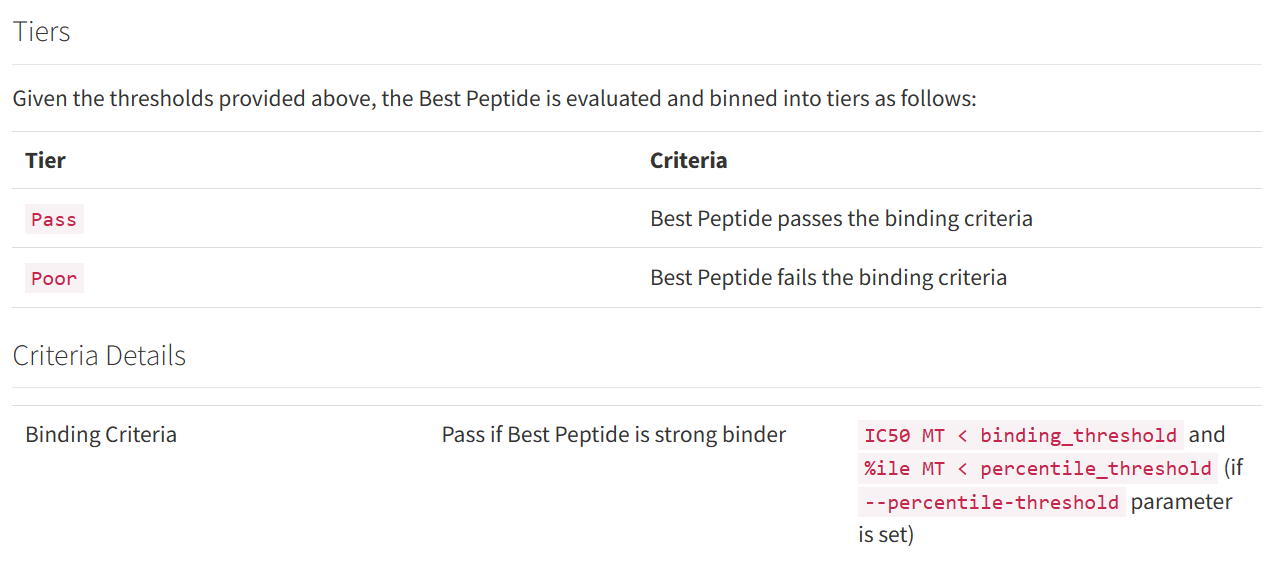 Tiers
Given the thresholds provided above, the Best Peptide is evaluated and binned into tiers as follows:
Tier Criteria
Pass Best Peptide passes the binding criteria
Poor Best Peptide fails the binding criteria
Criteria Details
Binding Criteria Pass if Best Peptide is strong binder IC50 MT < binding_threshold and
%ile MT < percentile_threshold (if
--percentile-threshold parameter
is set)